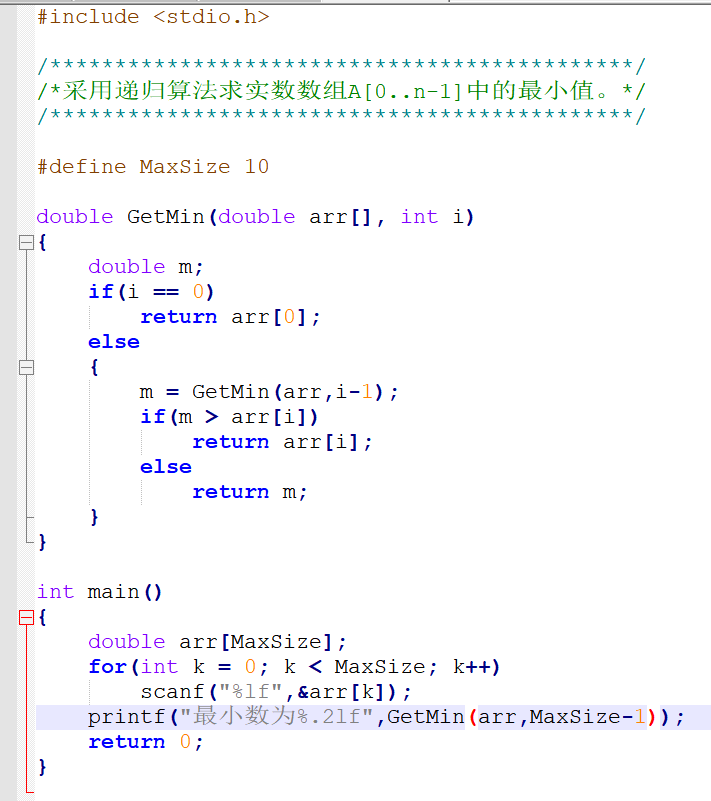 #include <stdio.h>
/*********************************************/
/*采用递归算法求实数数组A[0..n-1]中的最小值。*/
/*********************************************/
#define MaxSize 10
double GetMin(double arr[], int i)
{
double m;
if(i == 0)
return arr[0];
else
{
m = GetMin(arr,i-1);
if(m > arr[i])
return arr[i];
else
return m;
}
}
int main()
{
double arr[MaxSize];
for(int k = 0; k < MaxSize; k++)
scanf("%lf",&arr[k]);
printf("最小数为%.2lf",GetMin(arr,MaxSize-1));
return 0;
}